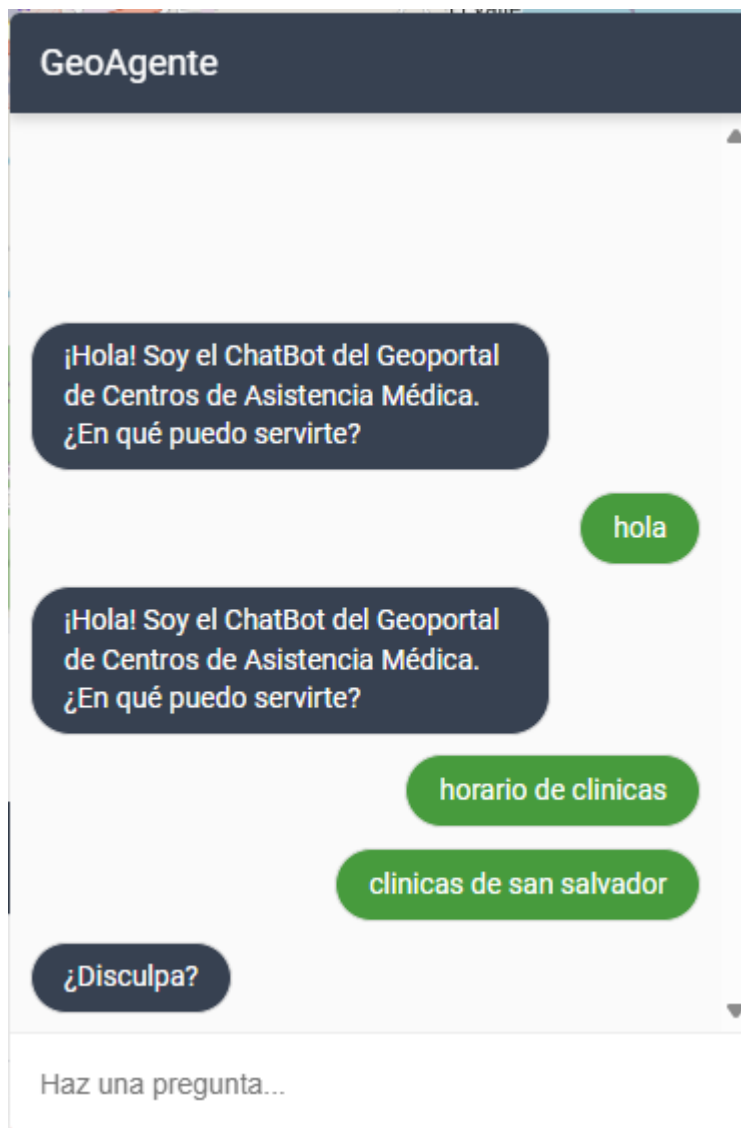 GeoAgente
¡Hola! Soy el ChatBot del Geoportal
de Centros de Asistencia Médica.
¿En qué puedo servirte?
hola
¡Hola! Soy el ChatBot del Geoportal
de Centros de Asistencia Médica.
¿En qué puedo servirte?
horario de clinicas
clinicas de san salvador
¿Disculpa?
Haz una pregunta...